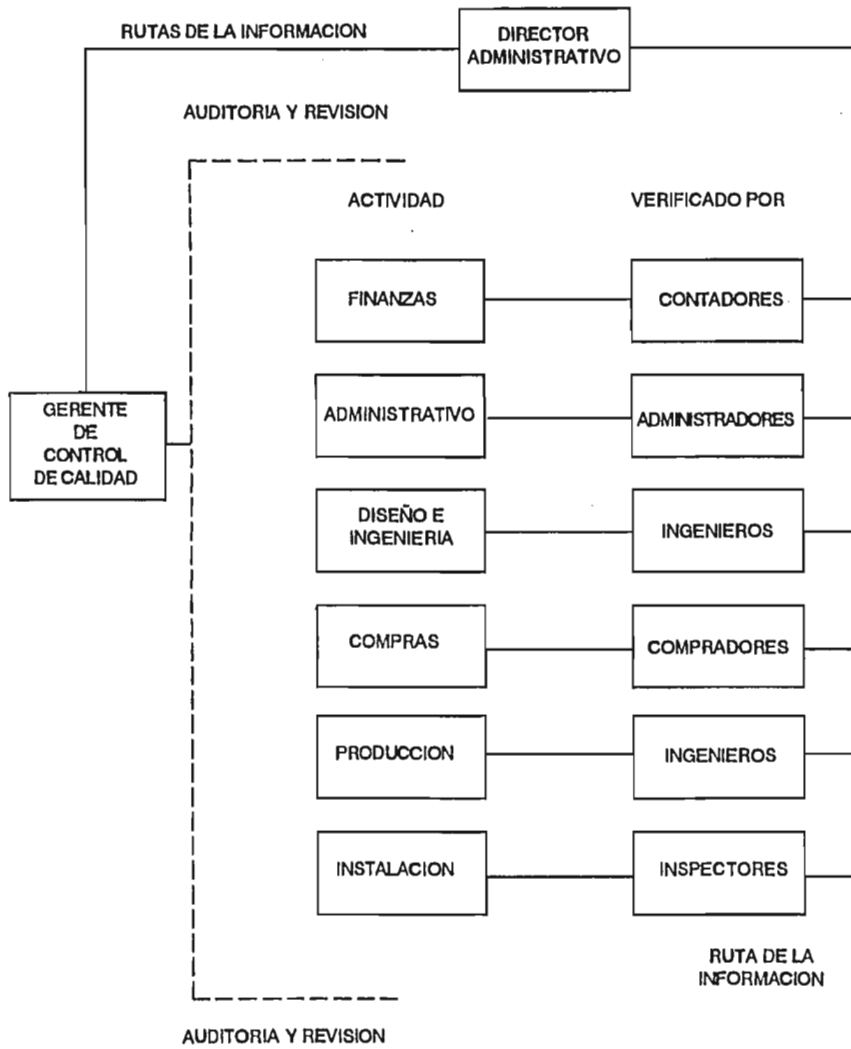 RUTAS DE LA INFORMACION
DIRECTOR
ADMINISTRATIVO
AUDITORIA Y REVISION
ACTIVIDAD
VERIFICADO POR
FINANZAS
CONTADORES
GERENTE
DE
CONTROL
DE CALIDAD
ADMINISTRATIVO
ADMINISTRADORES
DISEÑO E
INGENIERIA
INGENIEROS
COMPRAS
COMPRADORES
PRODUCCION
INGENIEROS
INSTALACION
INSPECTORES
RUTA DE LA
INFORMACION
AUDITORIA Y REVISION